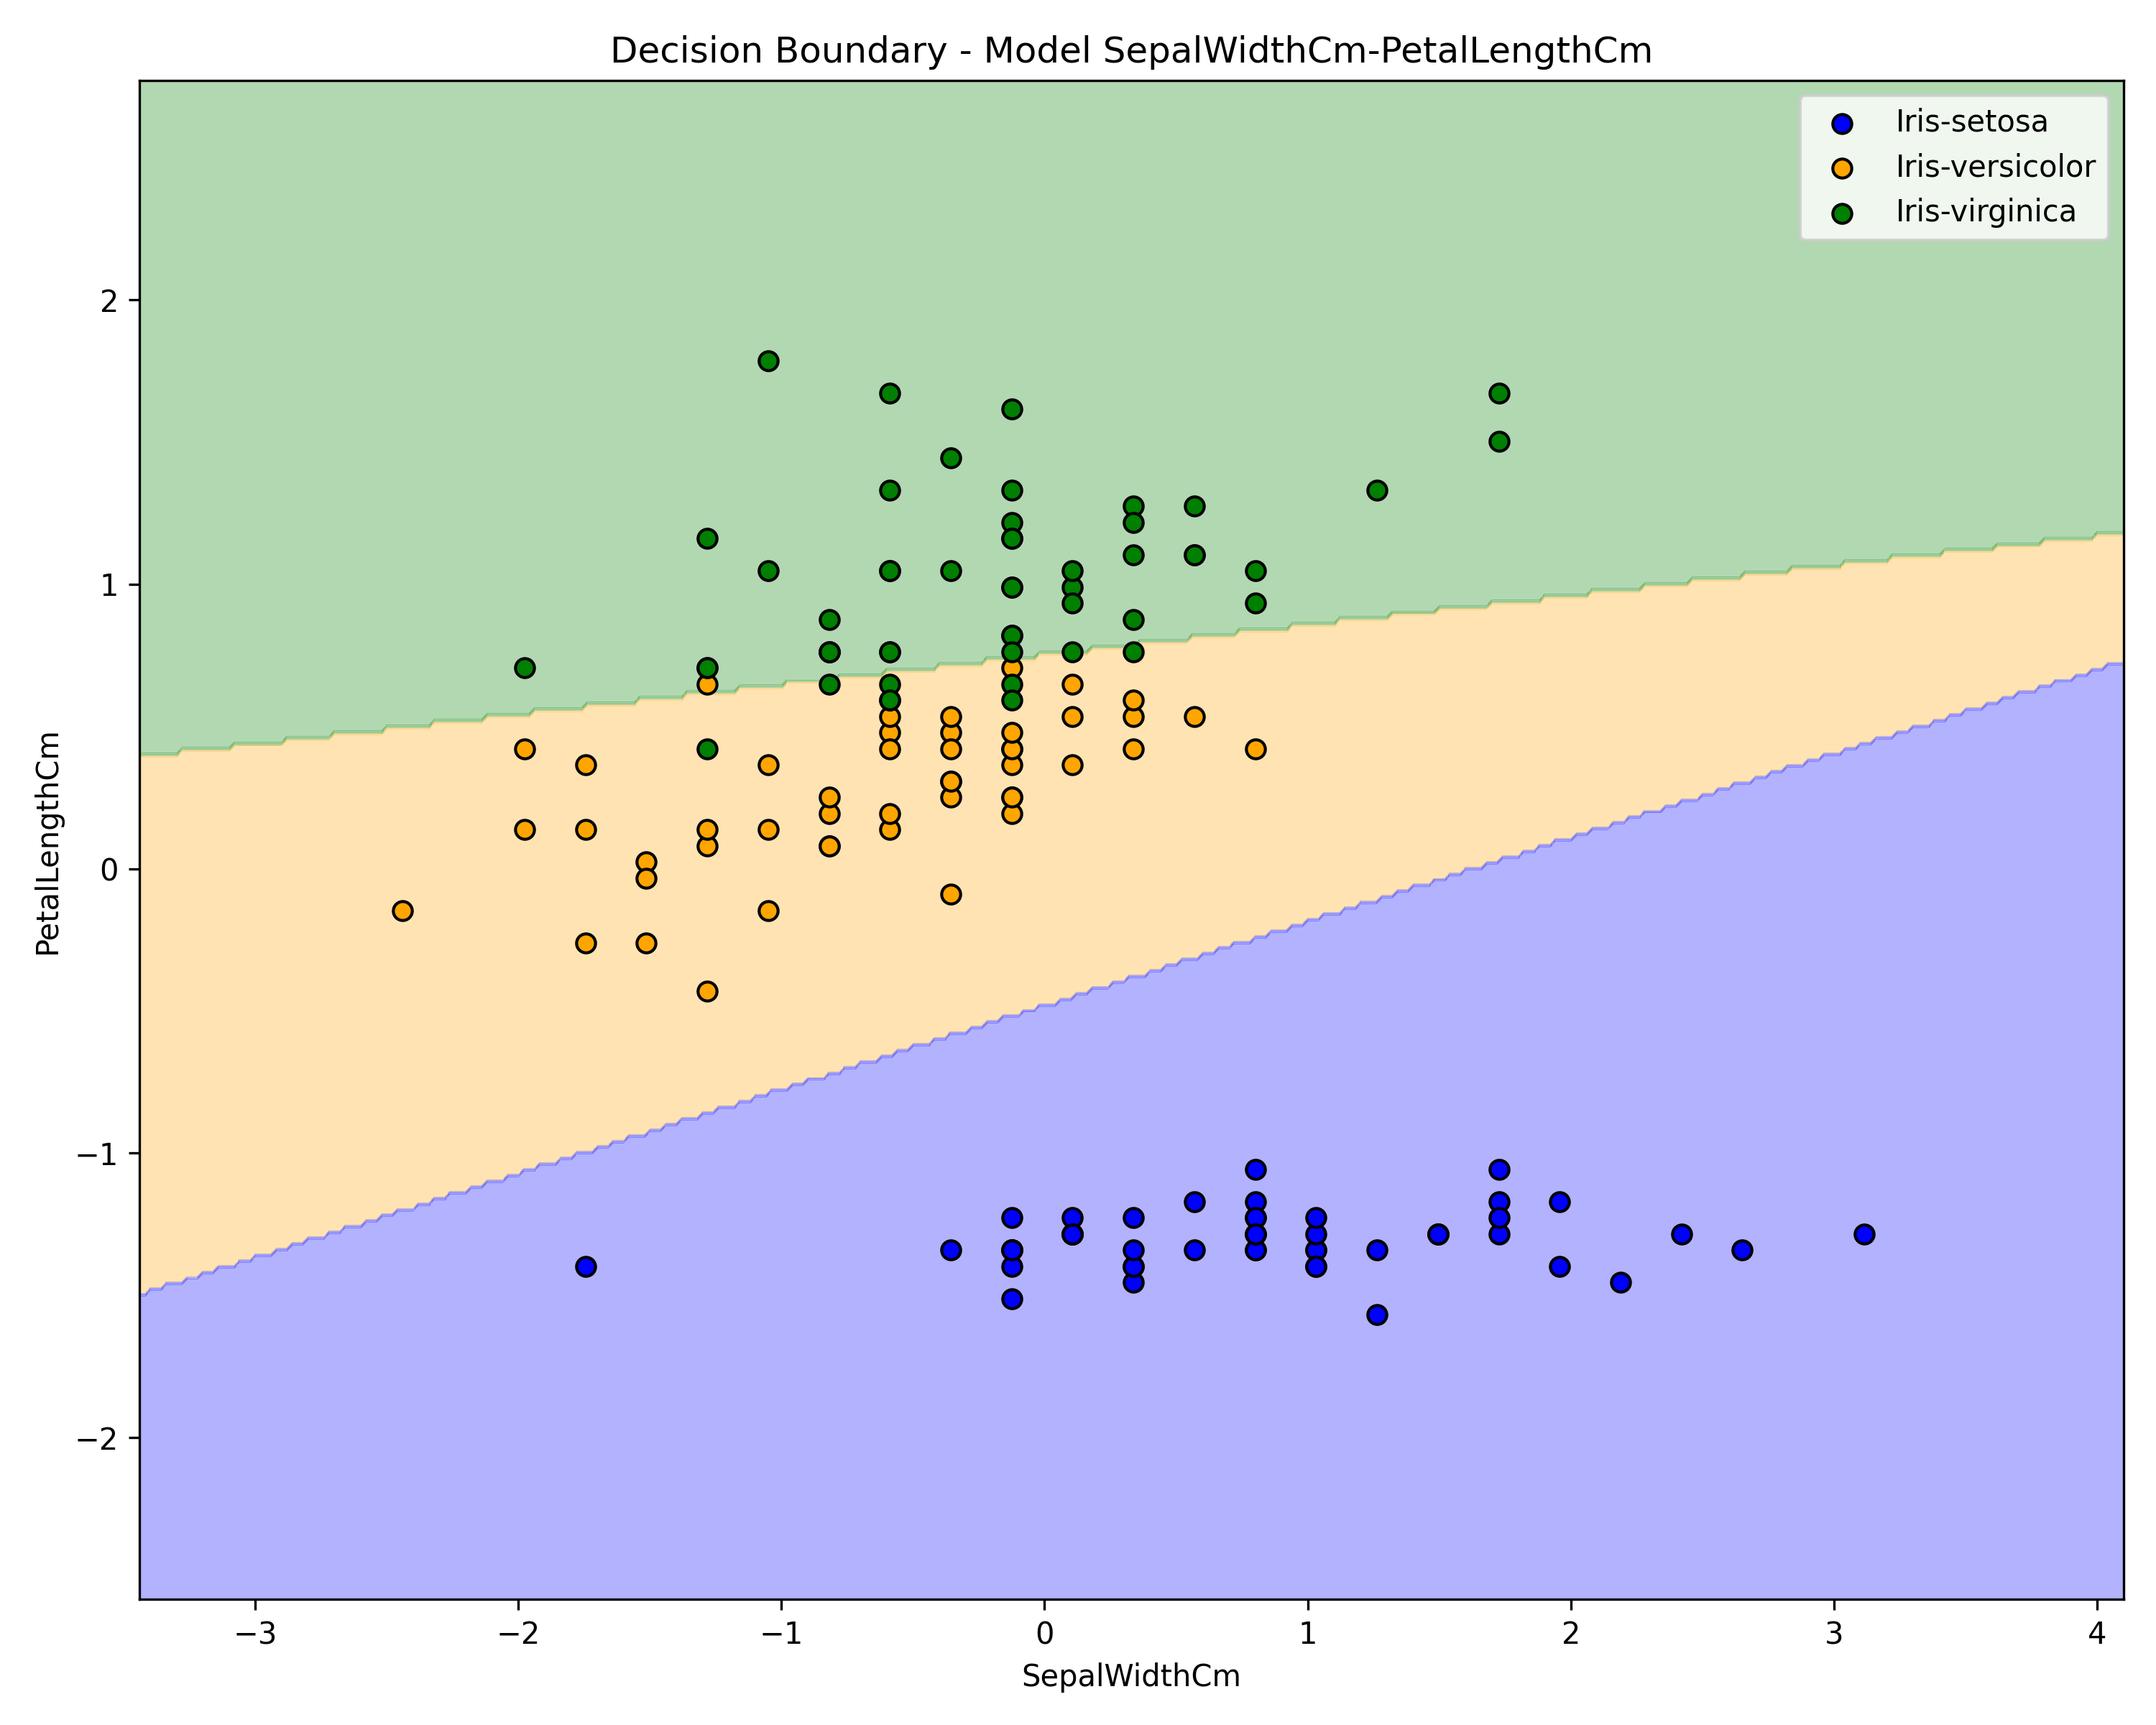 Decision Boundary - Model SepalWidthCm-PetalLengthCm
Iris-setosa
Iris-versicolor
Iris-virginica
PetalLengthCm
2
1
0
−1
−2
−3
−2
−1
0
1
2
3
4
SepalWidthCm